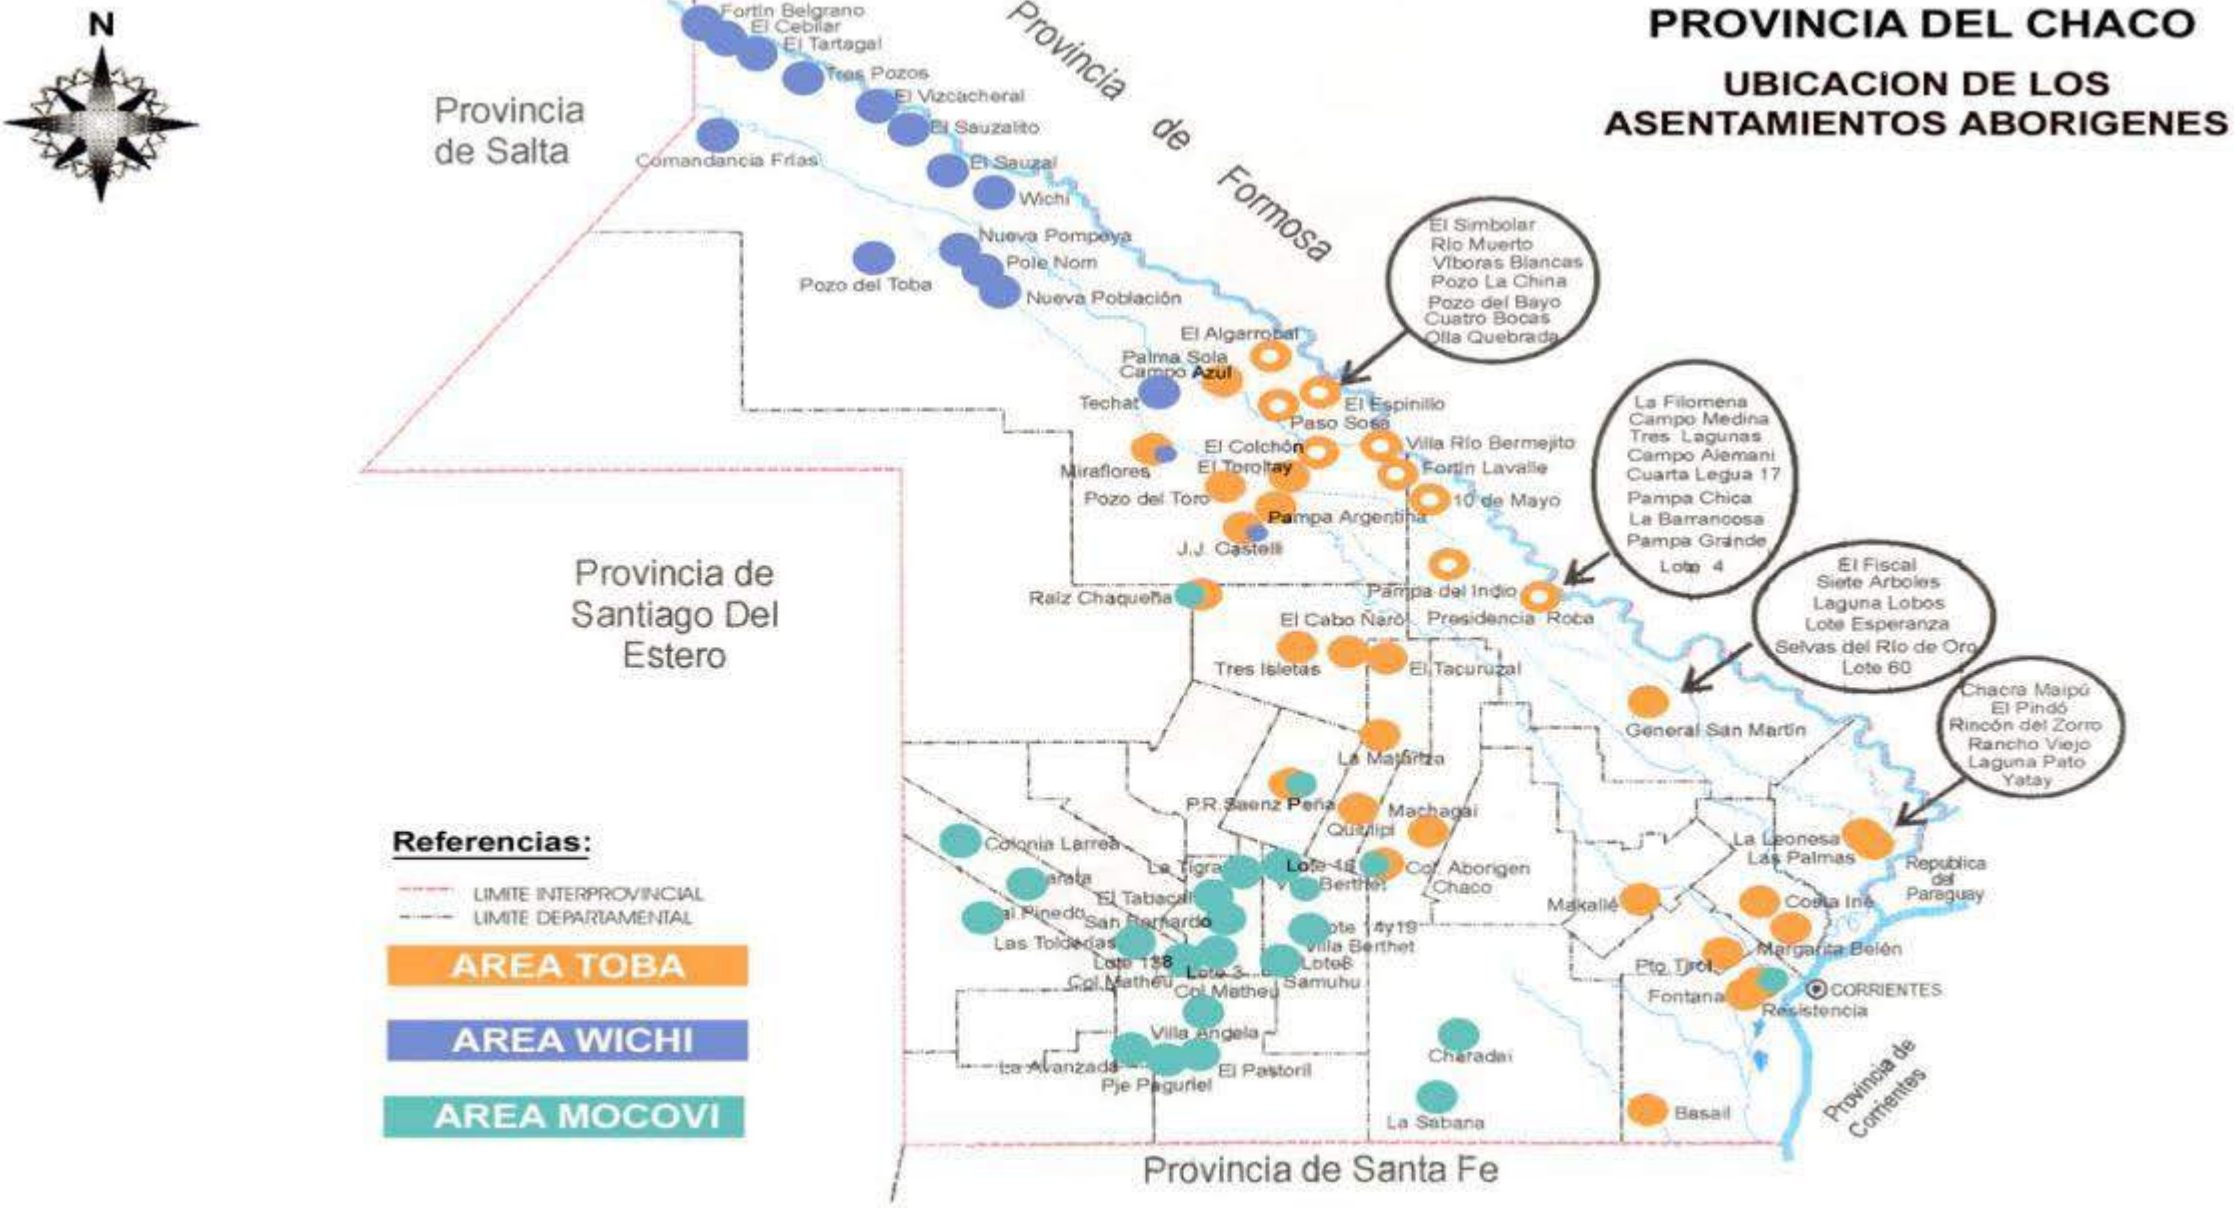 PROVINCIA DEL CHACO
UBICACION DE LOS
ASENTAMIENTOS ABORIGENES
N
Provincia
de Salta
Provincia de Formosa
Fortín Belgrano
El Cebilar
El Tartagal
Tres Pozos
El Vizcacheral
El Sauzalito
Comandancia Frías
El Sauzal
Wichi
Nueva Pompeya
Pole Nom
Pozo del Toba
Nueva Población
El Simbolar
Río Muerto
Víboras Blancas
Pozo La China
Pozo del Bayo
Cuatro Bocas
Olla Quebrada
El Algarrobal
Palma Sola
Campo Azul
Techat
El Espinillo
Paso Sosa
El Colchón
Villa Río Bermejito
Miraflores
El Toroltay
Fortín Lavalle
Pozo del Toro
10 de Mayo
Pampa Argentina
J.J. Castelli
La Filomena
Campo Medina
Tres Lagunas
Campo Alemani
Cuarta Legua 17
Pampa Chica
La Barrancosa
Pampa Grande
Lote 4
Raíz Chaqueña
Pampa del Indio
El Cabo Ñaró
Presidencia Roca
Tres Isletas
El Tacuruzal
El Fiscal
Siete Arboles
Laguna Lobos
Lote Esperanza
Selvas del Río de Oro
Lote 60
General San Martín
Provincia de
Santiago Del
Estero
Chacra Maipú
El Pindó
Rincón del Zorro
Rancho Viejo
Laguna Pato
Yatay
La Matanza
P.R.Saenz Peña
Machagai
Quitilipi
La Leonesa
Las Palmas
Republica
del
Paraguay
Colonia Larrea
La Tigra
Lote 18
Berthet
Col. Aborigen
Chaco
El Tabacal
al Pinedo
San Bernardo
Las Toldadas
ote 14y19
Villa Berthet
Lote 138
Col Matheu
Lote 3
Col Matheu
Lote8
Samuhu
Makallé
Costa Iné
Margarita Belén
Pto Tirol
Fontana
Resistencia
CORRIENTES
Villa Angela
La Avanzada
Pje Paguriel
El Pastoril
Charadai
La Sabana
Basail
Provincia de
Corrientes
Provincia de Santa Fe
Referencias:
LIMITE INTERPROVINCIAL
LIMITE DEPARTAMENTAL
AREA TOBA
AREA WICHI
AREA MOCOVI